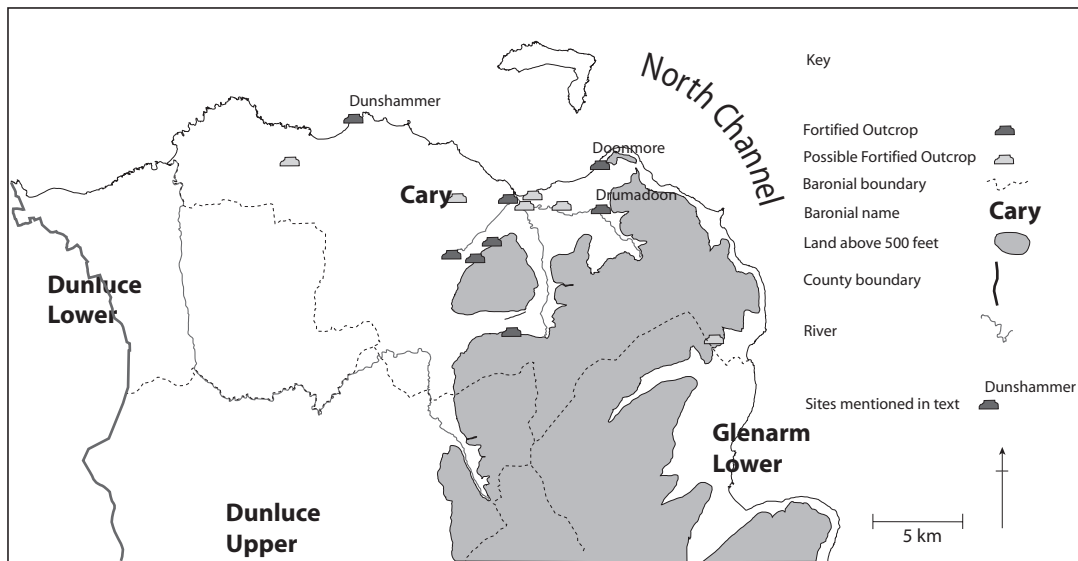 Dunshammer
North Channel
Doonmore
Cary
Drumadoon
Dunluce
Lower
Glenarm
Lower
Dunluce
Upper
Key
Fortified Outcrop
Possible Fortified Outcrop
Baronial boundary
Baronial name
Cary
Land above 500 feet
County boundary
River
Dunshammer
Sites mentioned in text
5 km